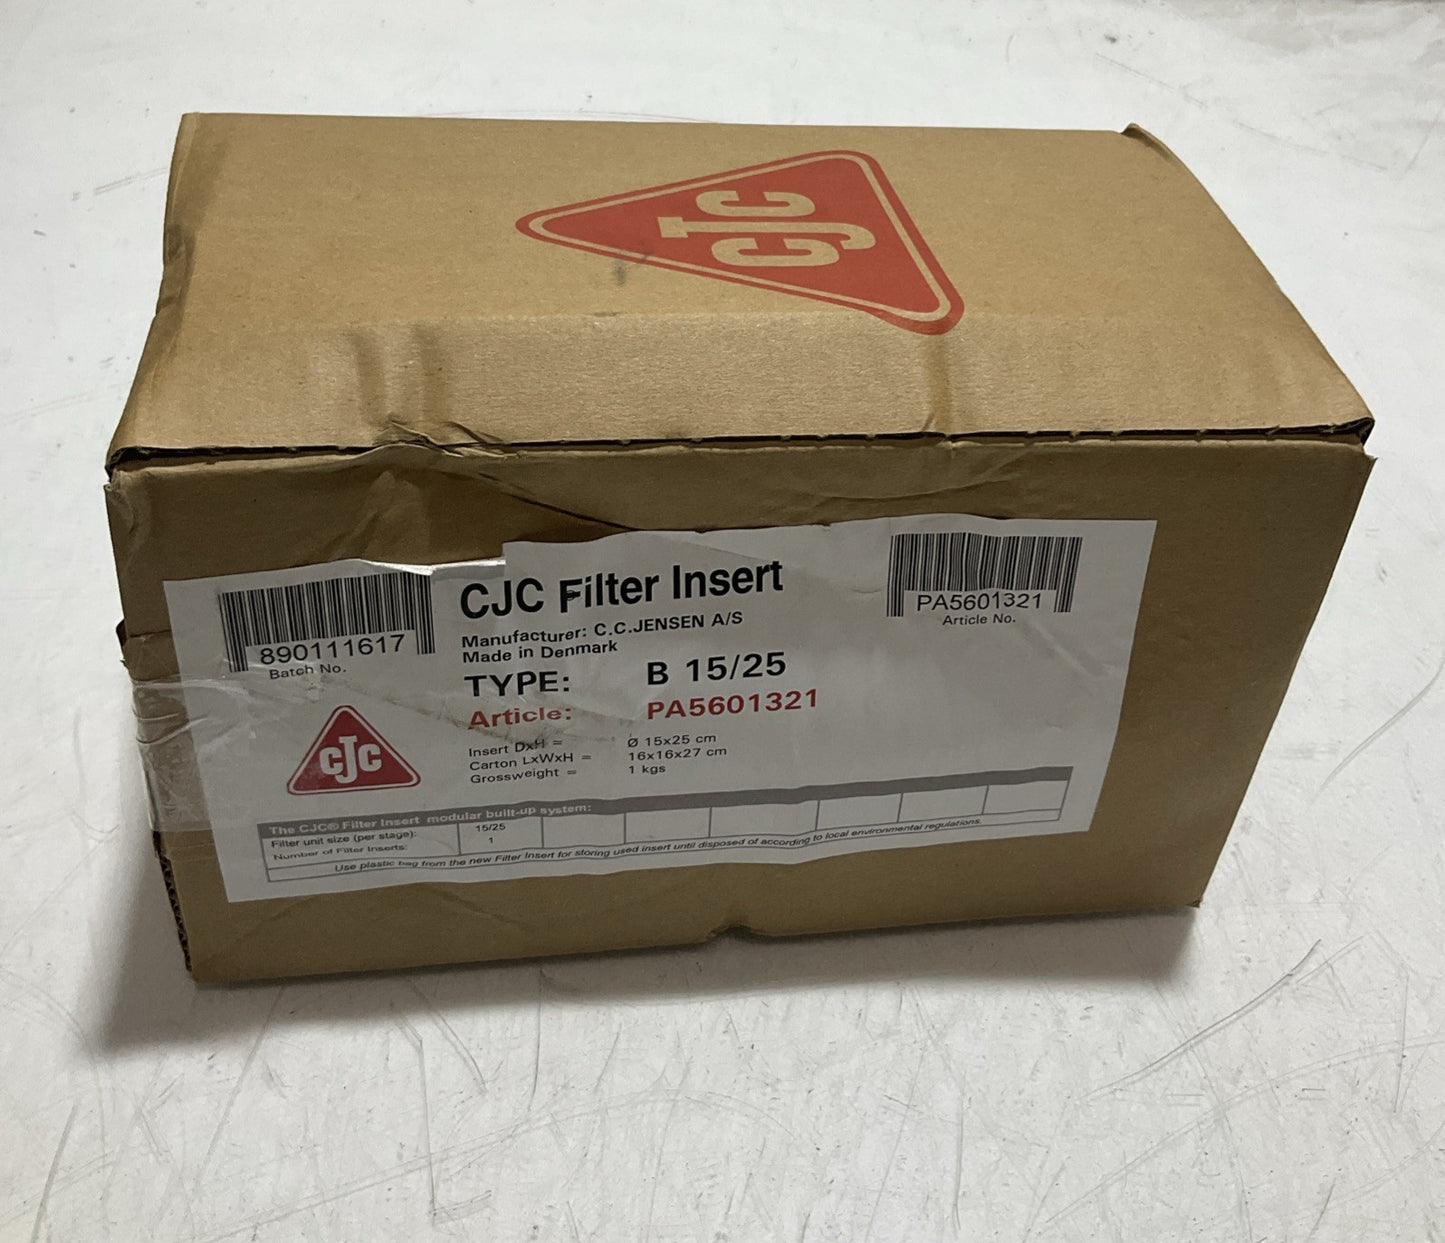 CJC
890111617
Batch No.
CJC Filter Insert
Manufacturer: C.C.JENSEN A/S
Made in Denmark
TYPE: B 15/25
Article: PA5601321
Insert DxH = Ø 15x25 cm
Carton LxWxH = 16x16x27 cm
Grossweight = 1 kgs
PA5601321
Article No.
CJC
The CJC® Filter Insert modular built-up system:
Filter unit size (per stage): 15/25
Number of Filter Inserts: 1
Use plastic bag from the new Filter Insert for storing used insert until disposed of according to local environmental regulations.